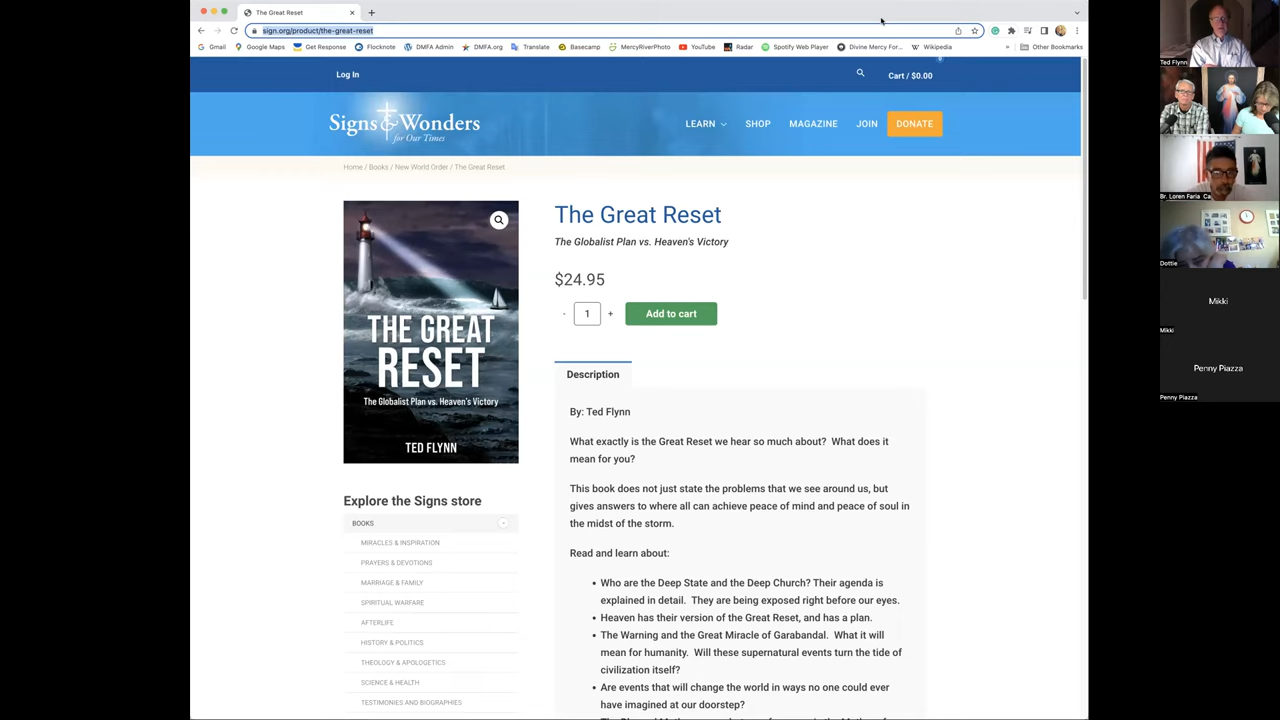 The Great Reset
sign.org/product/the-great-reset
Gmail
Google Maps
Get Response
Flocknote
DMFA Admin
DMFA.org
Translate
Basecamp
MercyRiverPhoto
YouTube
Radar
Spotify Web Player
Divine Mercy For...
Wikipedia
»
Other Bookmarks
Log In
Cart / $0.00
0
Signs & Wonders
for Our Times
LEARN
SHOP
MAGAZINE
JOIN
DONATE
Home / Books / New World Order / The Great Reset
The Great Reset
The Globalist Plan vs. Heaven's Victory
$24.95
- 1 +
Add to cart
THE GREAT
RESET
The Globalist Plan vs. Heaven's Victory
TED FLYNN
Description
By: Ted Flynn
What exactly is the Great Reset we hear so much about? What does it
mean for you?
This book does not just state the problems that we see around us, but
gives answers to where all can achieve peace of mind and peace of soul in
the midst of the storm.
Read and learn about:
• Who are the Deep State and the Deep Church? Their agenda is
explained in detail. They are being exposed right before our eyes.
• Heaven has their version of the Great Reset, and has a plan.
• The Warning and the Great Miracle of Garabandal. What it will
mean for humanity. Will these supernatural events turn the tide of
civilization itself?
• Are events that will change the world in ways no one could ever
have imagined at our doorstep?
Explore the Signs store
BOOKS
MIRACLES & INSPIRATION
PRAYERS & DEVOTIONS
MARRIAGE & FAMILY
SPIRITUAL WARFARE
AFTERLIFE
HISTORY & POLITICS
THEOLOGY & APOLOGETICS
SCIENCE & HEALTH
TESTIMONIES AND BIOGRAPHIES
Ted Flynn
Br. Loren Faria Ca
Dottie
Mikki
Mikki
Penny Piazza
Penny Piazza